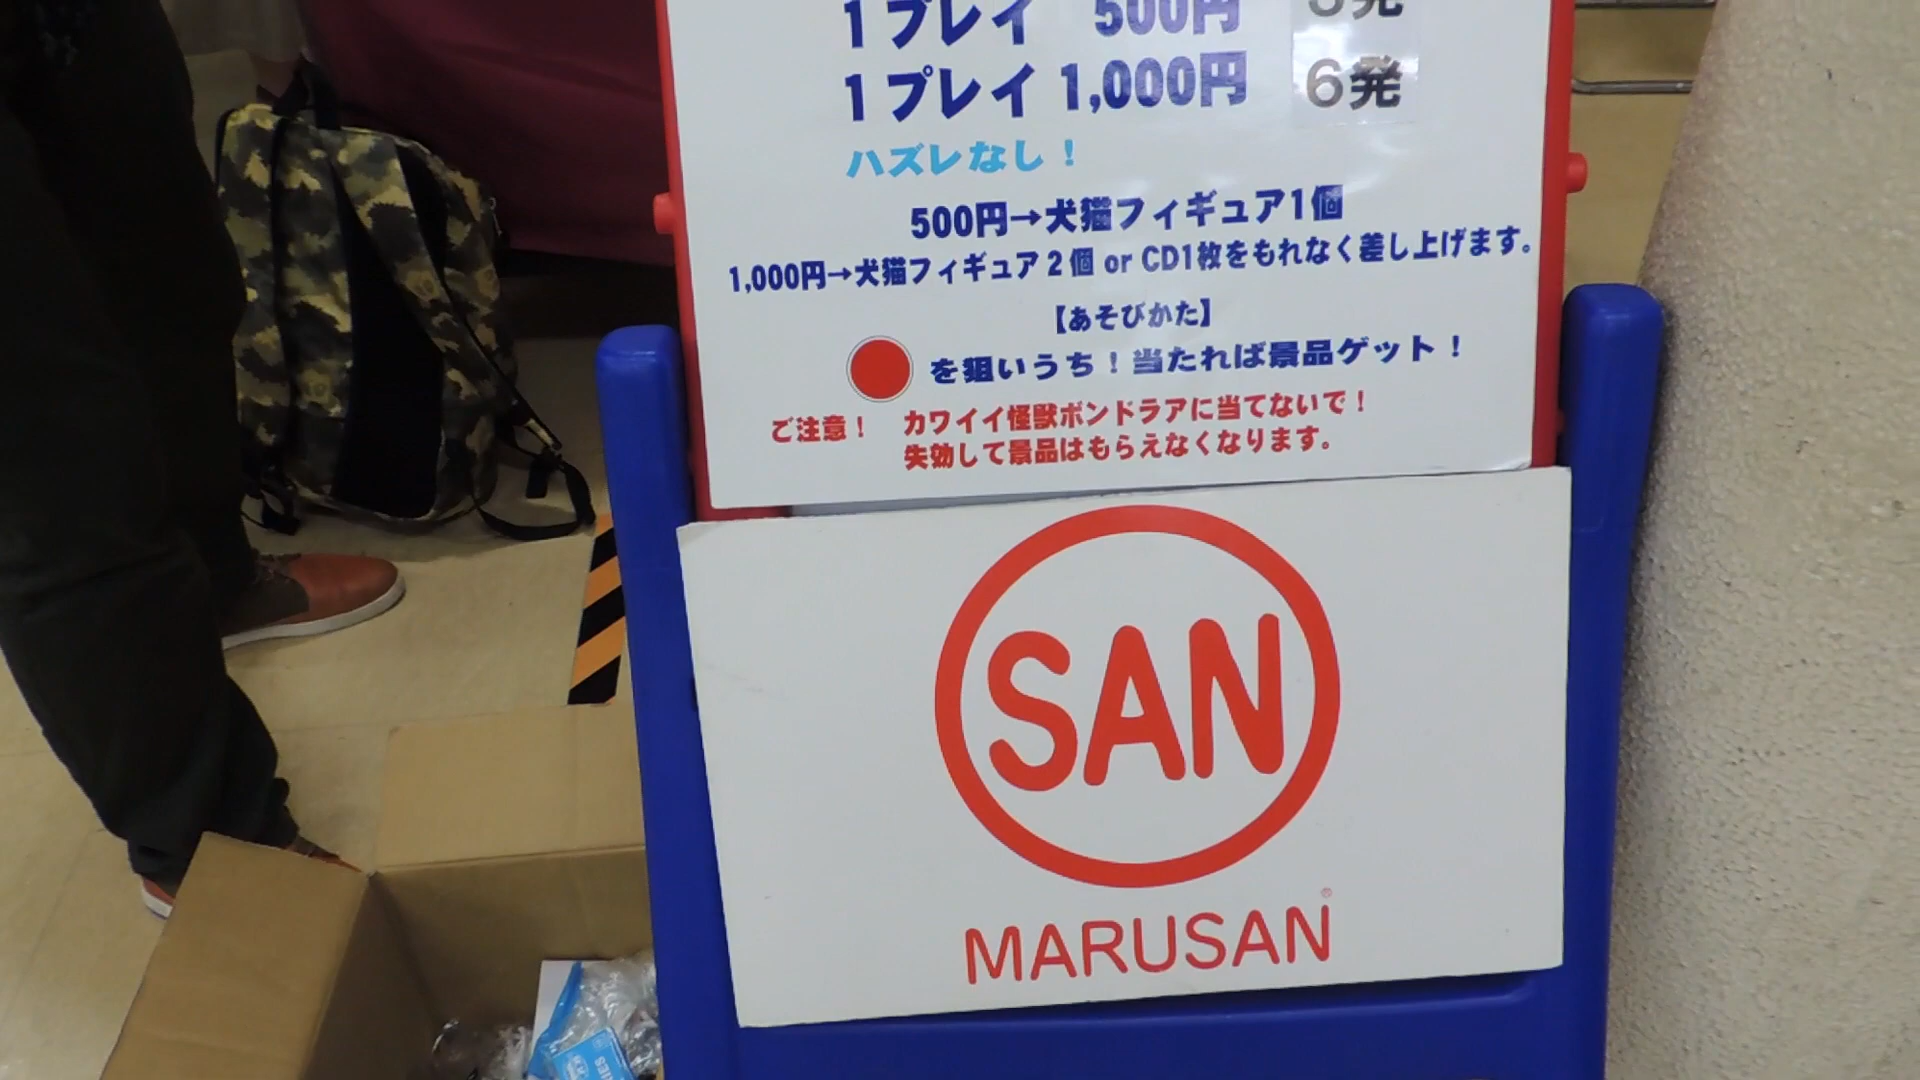 1プレイ 500円
1プレイ 1,000円 6発
ハズレなし！
500円→犬猫フィギュア1個
1,000円→犬猫フィギュア2個 or CD1枚をもれなく差し上げます。
【あそびかた】
を狙いうち！当たれば景品ゲット！
ご注意！ カワイイ怪獣ボンドラアに当てないで！
失効して景品はもらえなくなります。
SAN
MARUSAN®